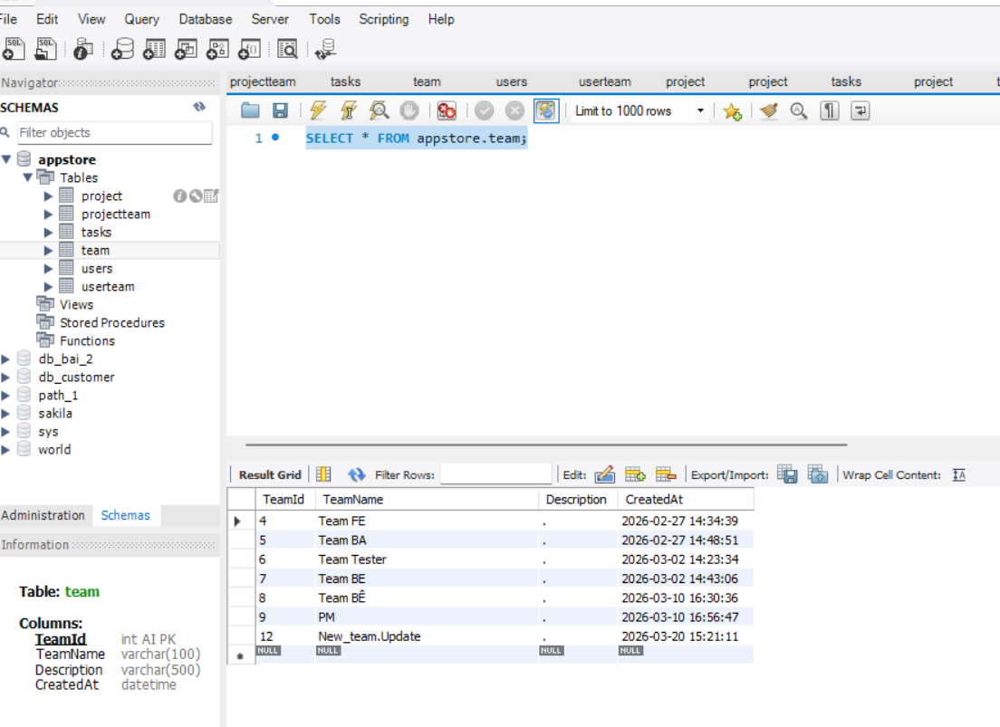 File Edit View Query Database Server Tools Scripting Help
SQL SQL
Navigator
SCHEMAS
Filter objects
appstore
Tables
project
projectteam
tasks
team
users
userteam
Views
Stored Procedures
Functions
db_bai_2
db_customer
path_1
sakila
sys
world
Administration Schemas
Information
Table: team
Columns:
TeamId int AI PK
TeamName varchar(100)
Description varchar(500)
CreatedAt datetime
projectteam tasks team users userteam project project tasks project t
Limit to 1000 rows
1 SELECT * FROM appstore.team;
Result Grid Filter Rows: Edit: Export/Import: Wrap Cell Content: IA
TeamId TeamName Description CreatedAt
4 Team FE . 2026-02-27 14:34:39
5 Team BA . 2026-02-27 14:48:51
6 Team Tester . 2026-03-02 14:23:34
7 Team BE . 2026-03-02 14:43:06
8 Team BÊ . 2026-03-10 16:30:36
9 PM . 2026-03-10 16:56:47
12 New_team.Update . 2026-03-20 15:21:11
NULL NULL NULL NULL